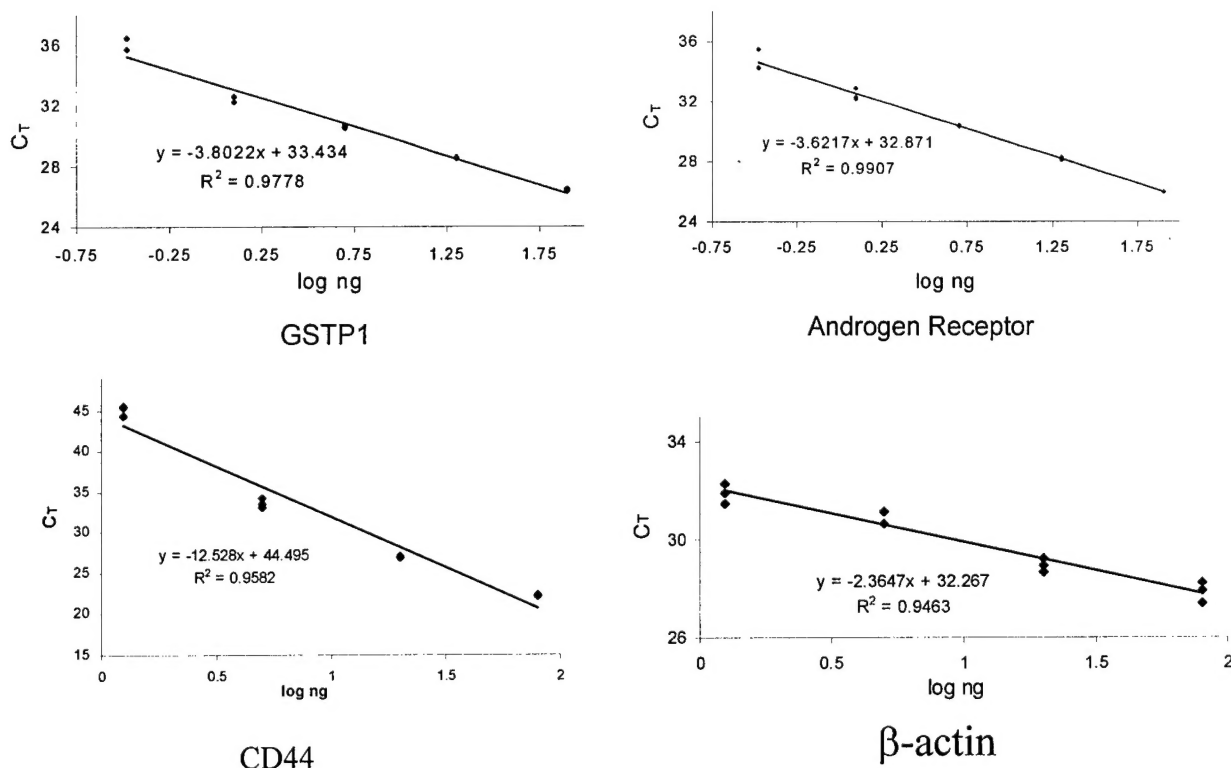 36
32
28
24
C_T
y = -3.8022x + 33.434
R² = 0.9778
-0.75 -0.25 0.25 0.75 1.25 1.75
log ng
GSTP1
36
32
28
24
C_T
y = -3.6217x + 32.871
R² = 0.9907
-0.75 -0.25 0.25 0.75 1.25 1.75
log ng
Androgen Receptor
45
40
35
30
25
20
15
C_T
y = -12.528x + 44.495
R² = 0.9582
0 0.5 1 1.5 2
log ng
CD44
34
30
26
C_T
y = -2.3647x + 32.267
R² = 0.9463
0 0.5 1 1.5 2
log ng
β-actin